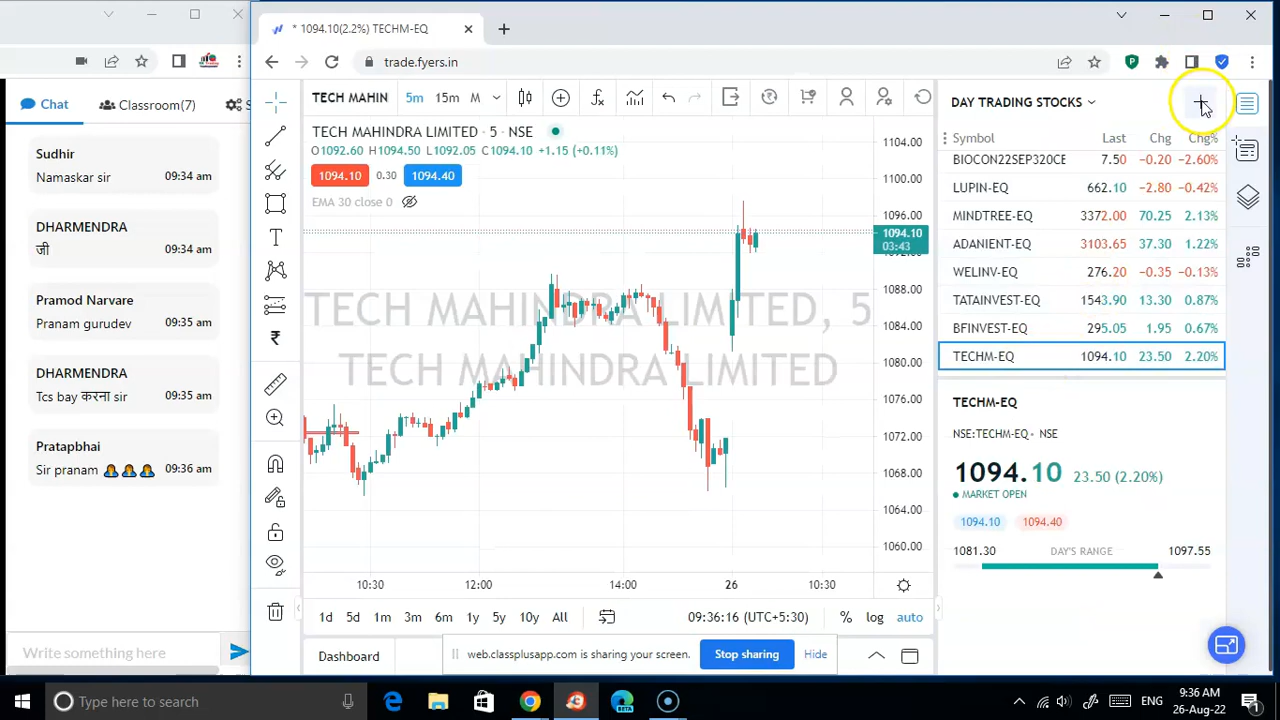 * 1094.10(2.2%) TECHM-EQ
trade.fyers.in
Chat
Classroom(7)
S
Sudhir
Namaskar sir 09:34 am
DHARMENDRA
जी 09:34 am
Pramod Narvare
Pranam gurudev 09:35 am
DHARMENDRA
Tcs bay करना sir 09:35 am
Pratapbhai
Sir pranam 09:36 am
Write something here
TECH MAHIN 5m 15m M
TECH MAHINDRA LIMITED · 5 · NSE
O1092.60 H1094.50 L1092.05 C1094.10 +1.15 (+0.11%)
1094.10 0.30 1094.40
EMA 30 close 0
TECH MAHINDRA LIMITED, 5
TECH MAHINDRA LIMITED
1104.00
1100.00
1096.00
1094.10
03:43
1092.00
1088.00
1084.00
1080.00
1076.00
1072.00
1068.00
1064.00
1060.00
10:30 12:00 14:00 26 10:30
1d 5d 1m 3m 6m 1y 5y 10y All 09:36:16 (UTC+5:30) % log auto
Dashboard
web.classplusapp.com is sharing your screen. Stop sharing Hide
DAY TRADING STOCKS
Symbol Last Chg Chg%
BIOCON22SEP320CE 7.50 −0.20 −2.60%
LUPIN-EQ 662.10 −2.80 −0.42%
MINDTREE-EQ 3372.00 70.25 2.13%
ADANIENT-EQ 3103.65 37.30 1.22%
WELINV-EQ 276.20 −0.35 −0.13%
TATAINVEST-EQ 1543.90 13.30 0.87%
BFINVEST-EQ 295.05 1.95 0.67%
TECHM-EQ 1094.10 23.50 2.20%
TECHM-EQ
NSE:TECHM-EQ• NSE
1094.10 23.50 (2.20%)
MARKET OPEN
1094.10 1094.40
1081.30 DAY'S RANGE 1097.55
Type here to search
ENG
9:36 AM
26-Aug-22